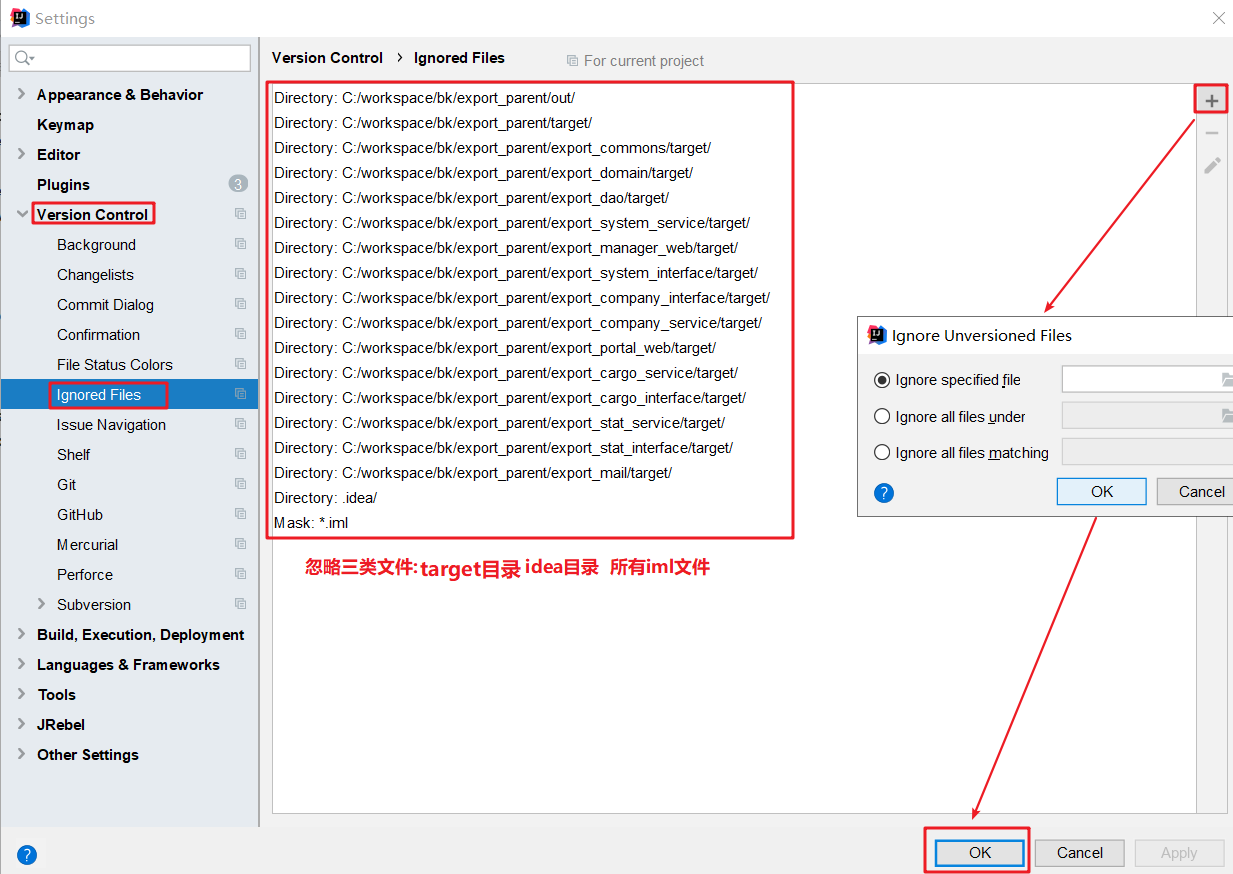 Settings
Version Control › Ignored Files
For current project
Appearance & Behavior
Keymap
Editor
Plugins
3
Version Control
Background
Changelists
Commit Dialog
Confirmation
File Status Colors
Ignored Files
Issue Navigation
Shelf
Git
GitHub
Mercurial
Perforce
Subversion
Build, Execution, Deployment
Languages & Frameworks
Tools
JRebel
Other Settings
Directory: C:/workspace/bk/export_parent/out/
Directory: C:/workspace/bk/export_parent/target/
Directory: C:/workspace/bk/export_parent/export_commons/target/
Directory: C:/workspace/bk/export_parent/export_domain/target/
Directory: C:/workspace/bk/export_parent/export_dao/target/
Directory: C:/workspace/bk/export_parent/export_system_service/target/
Directory: C:/workspace/bk/export_parent/export_manager_web/target/
Directory: C:/workspace/bk/export_parent/export_system_interface/target/
Directory: C:/workspace/bk/export_parent/export_company_interface/target/
Directory: C:/workspace/bk/export_parent/export_company_service/target/
Directory: C:/workspace/bk/export_parent/export_portal_web/target/
Directory: C:/workspace/bk/export_parent/export_cargo_service/target/
Directory: C:/workspace/bk/export_parent/export_cargo_interface/target/
Directory: C:/workspace/bk/export_parent/export_stat_service/target/
Directory: C:/workspace/bk/export_parent/export_stat_interface/target/
Directory: C:/workspace/bk/export_parent/export_mail/target/
Directory: .idea/
Mask: *.iml
忽略三类文件:target目录 idea目录 所有iml文件
Ignore Unversioned Files
Ignore specified file
Ignore all files under
Ignore all files matching
?
OK
Cancel
?
OK
Cancel
Apply